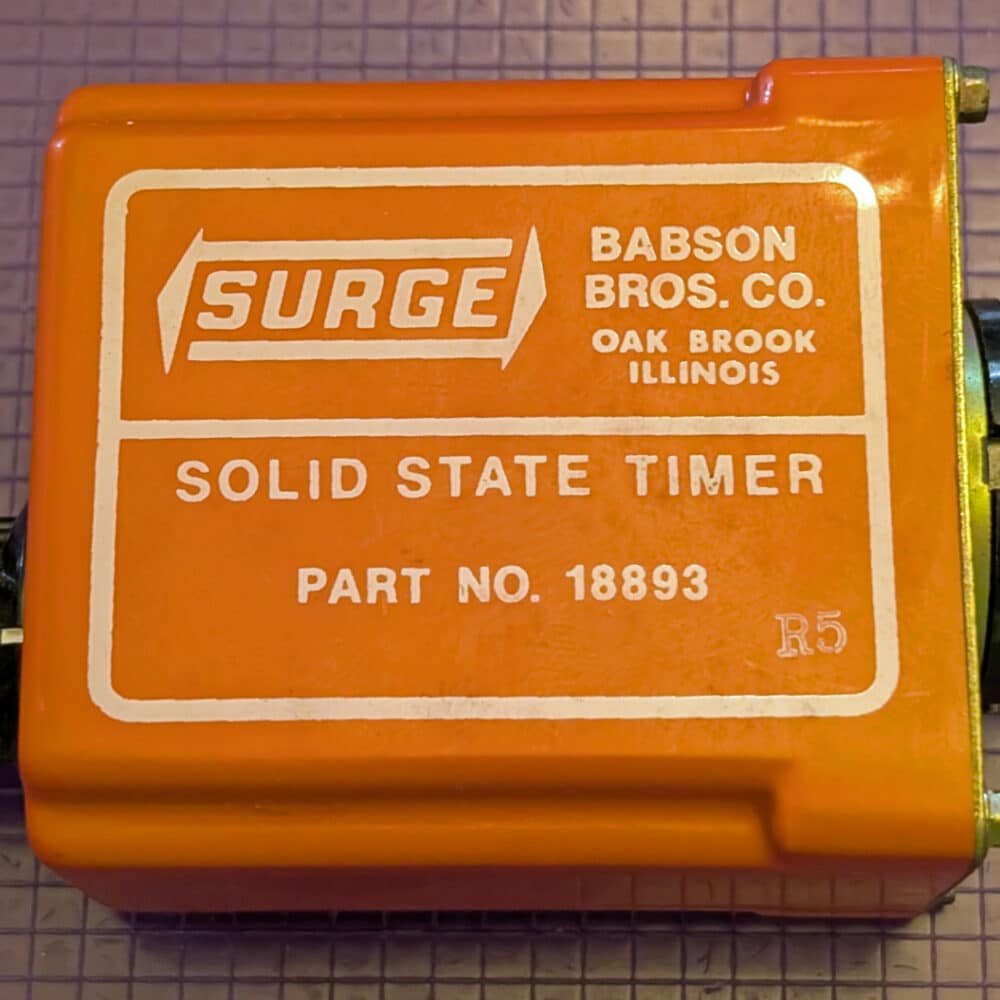 SURGE
BABSON
BROS. CO.
OAK BROOK
ILLINOIS
SOLID STATE TIMER
PART NO. 18893
R5